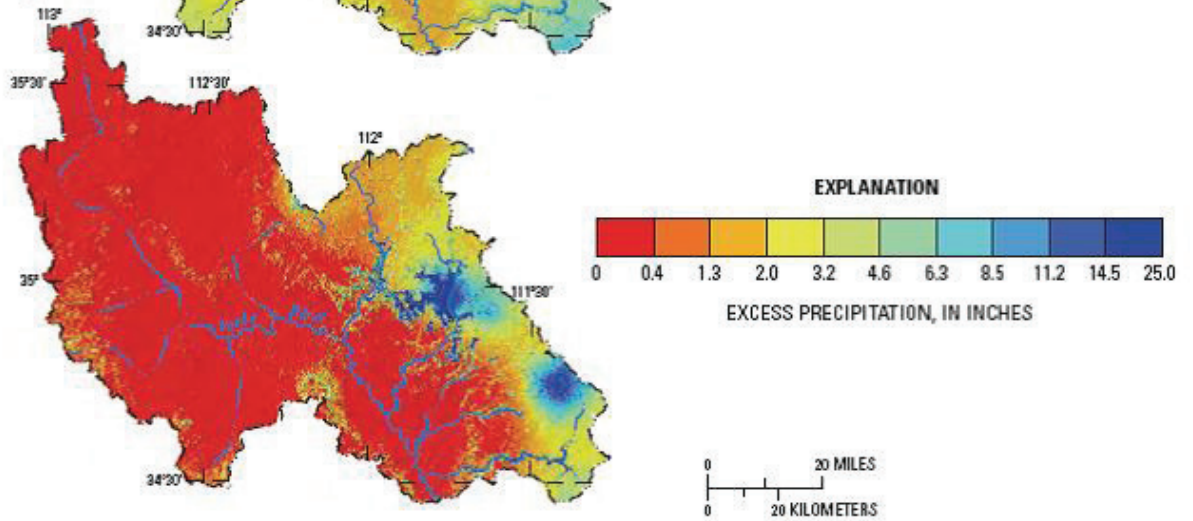 113°
34°30'
35°30'
112°30'
112°
EXPLANATION
35°
111°30'
0 0.4 1.3 2.0 3.2 4.6 6.3 8.5 11.2 14.5 25.0
EXCESS PRECIPITATION, IN INCHES
Verde River
34°30'
0 20 MILES
0 20 KILOMETERS